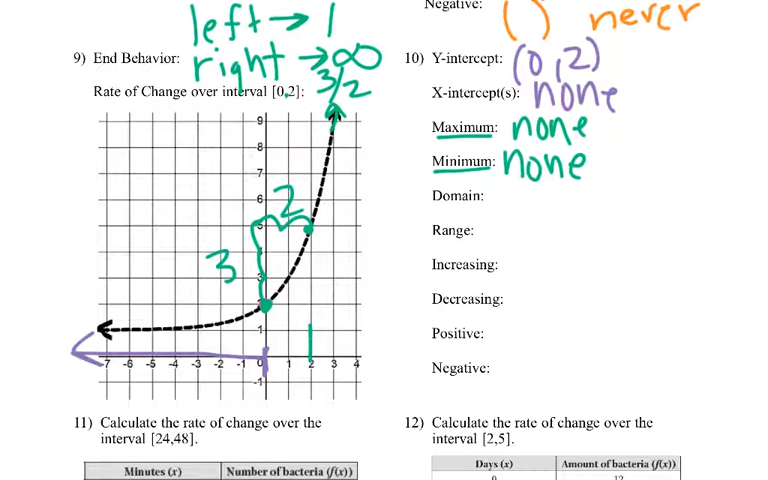 Negative: ( ) never
left → 1
9) End Behavior: right → ∞
Rate of Change over interval [0,2]: 3/2
9
8
7
6
5
4
3
2
1
-7 -6 -5 -4 -3 -2 -1 0 1 2 3 4
-1
2
3
10) Y-intercept: (0,2)
X-intercept(s): none
Maximum: none
Minimum: none
Domain:
Range:
Increasing:
Decreasing:
Positive:
Negative:
11) Calculate the rate of change over the
interval [24,48].
Minutes (x) Number of bacteria (f(x))
12) Calculate the rate of change over the
interval [2,5].
Days (x) Amount of bacteria (f(x))
0 12